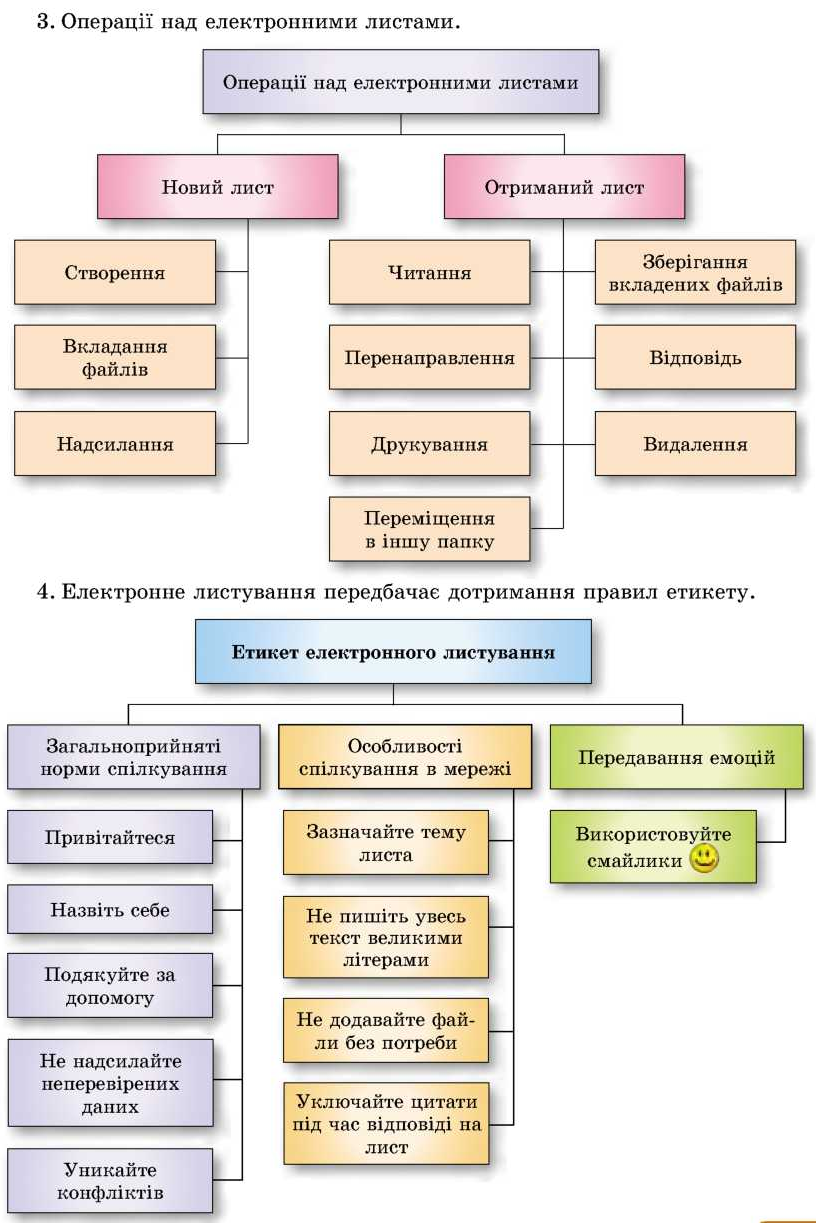 3. Операції над електронними листами.
Операції над електронними листами
Новий лист
Отриманий лист
Створення
Вкладання
файлів
Надсилання
Читання
Зберігання
вкладених файлів
Перенаправлення
Відповідь
Друкування
Видалення
Переміщення
в іншу папку
4. Електронне листування передбачає дотримання правил етикету.
Етикет електронного листування
Загальноприйняті
норми спілкування
Привітайтеся
Назвіть себе
Подякуйте за
допомогу
Не надсилайте
неперевірених
даних
Уникайте
конфліктів
Особливості
спілкування в мережі
Зазначайте тему
листа
Не пишіть увесь
текст великими
літерами
Не додавайте фай-
ли без потреби
Уключайте цитати
під час відповіді на
лист
Передавання емоцій
Використовуйте
смайлики